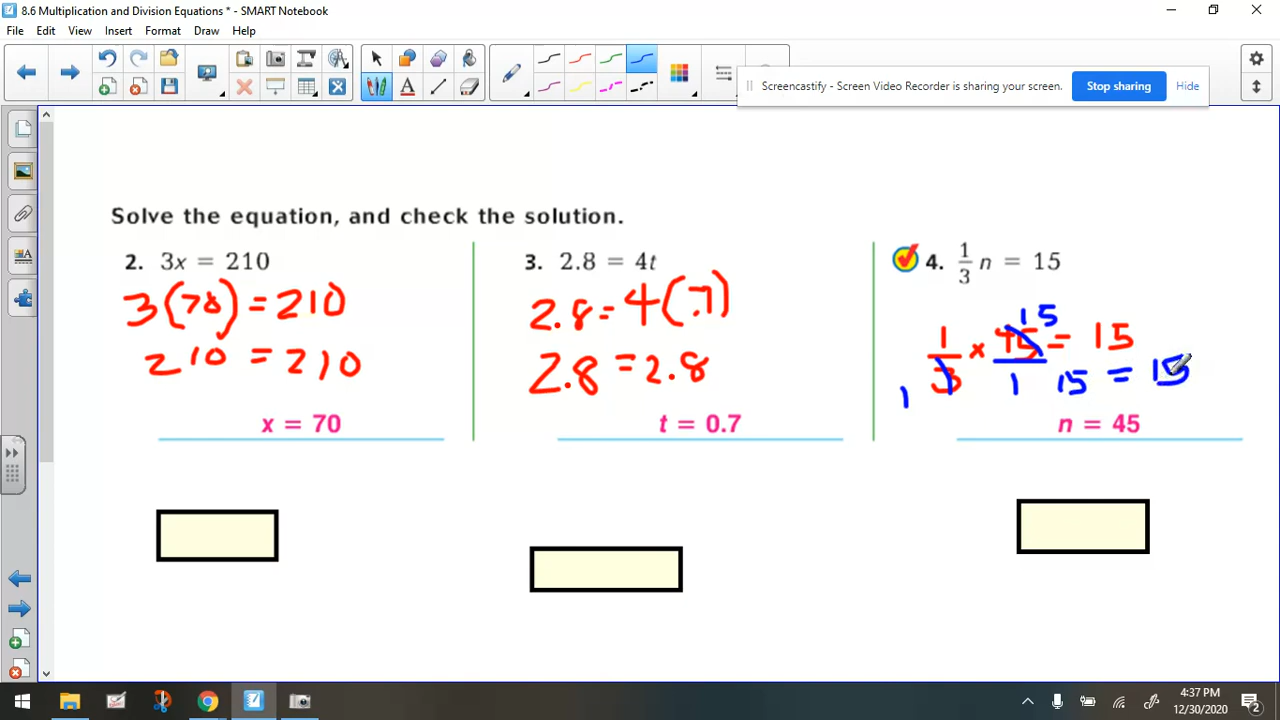 8.6 Multiplication and Division Equations * - SMART Notebook
File Edit View Insert Format Draw Help
Screencastify - Screen Video Recorder is sharing your screen. Stop sharing Hide
Solve the equation, and check the solution.
2. 3x = 210
3(70) = 210
210 = 210
x = 70
3. 2.8 = 4t
2.8 = 4(.7)
2.8 = 2.8
t = 0.7
4. 1/3 n = 15
15
1/3 × 45/1 = 15
1 15 = 15
n = 45
4:37 PM
12/30/2020
2